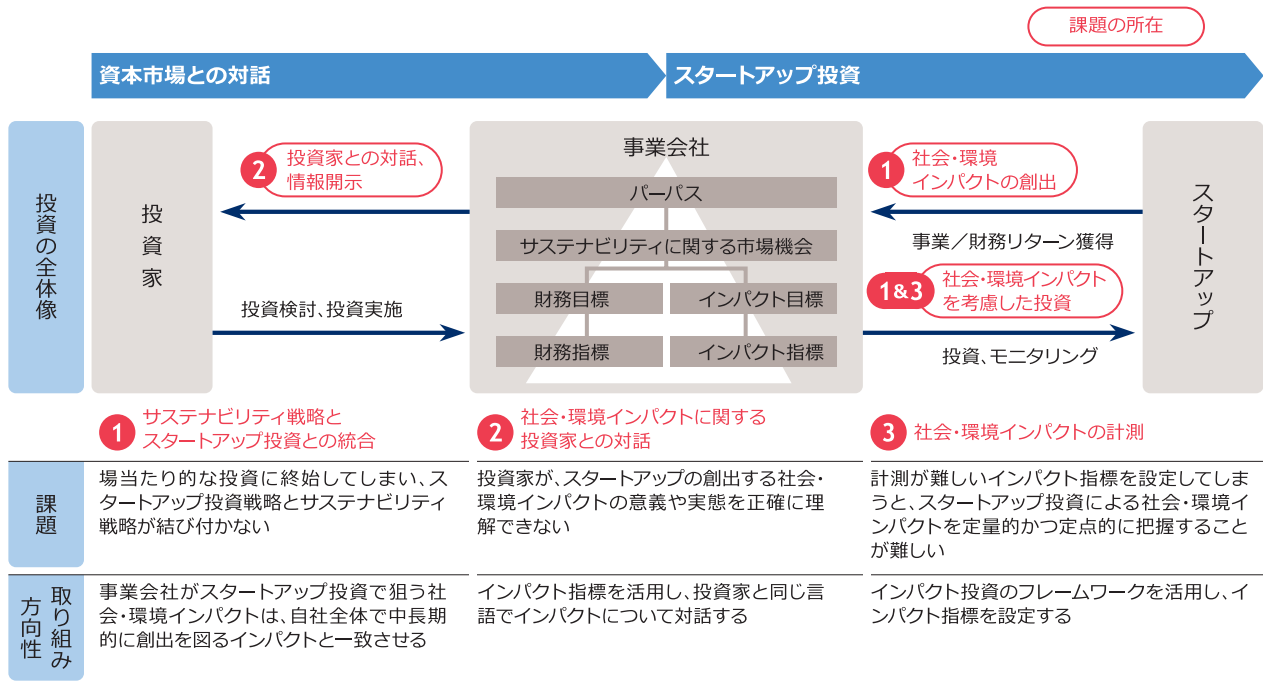 課題の所在
資本市場との対話
スタートアップ投資
投資の全体像
投資家
2
投資家との対話、
情報開示
投資検討、投資実施
事業会社
パーパス
サステナビリティに関する市場機会
財務目標
インパクト目標
財務指標
インパクト指標
1
社会・環境
インパクトの創出
事業／財務リターン獲得
1&3
社会・環境インパクト
を考慮した投資
投資、モニタリング
スタートアップ
1
サステナビリティ戦略と
スタートアップ投資との統合
2
社会・環境インパクトに関する
投資家との対話
3
社会・環境インパクトの計測
課題
場当たり的な投資に終始してしまい、ス
タートアップ投資戦略とサステナビリティ
戦略が結び付かない
投資家が、スタートアップの創出する社会・
環境インパクトの意義や実態を正確に理
解できない
計測が難しいインパクト指標を設定してしま
うと、スタートアップ投資による社会・環境イ
ンパクトを定量的かつ定点的に把握すること
が難しい
取り組み
方向性
事業会社がスタートアップ投資で狙う社
会・環境インパクトは、自社全体で中長期
的に創出を図るインパクトと一致させる
インパクト指標を活用し、投資家と同じ言
語でインパクトについて対話する
インパクト投資のフレームワークを活用し、イ
ンパクト指標を設定する